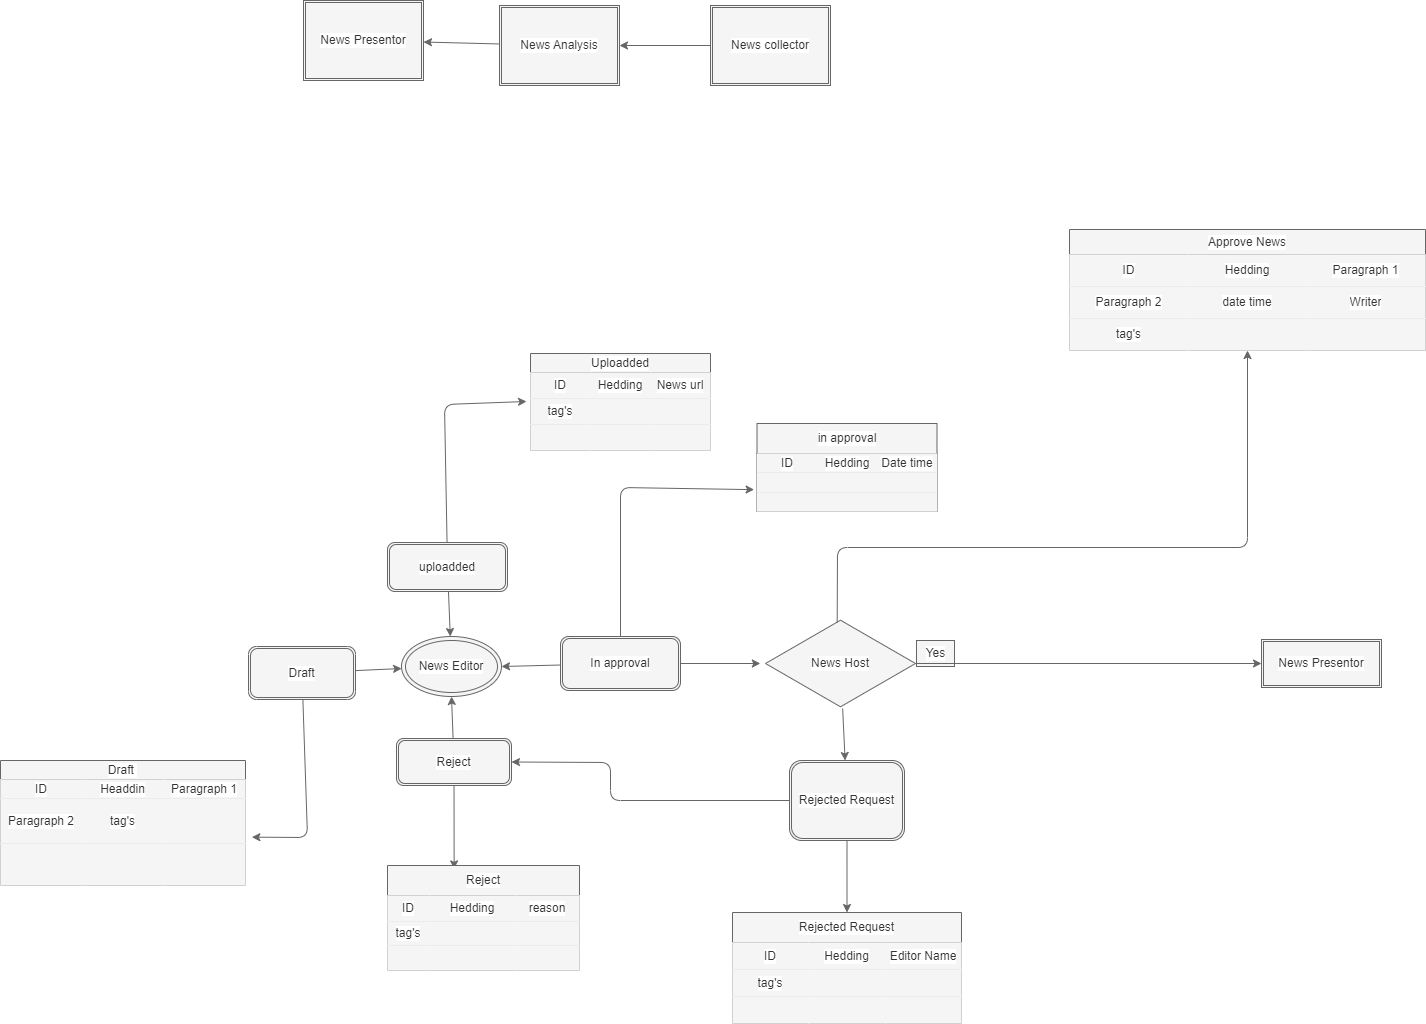 News Presentor
News Analysis
News collector
Approve News
ID Hedding Paragraph 1
Paragraph 2 date time Writer
tag's
Uploadded
ID Hedding News url
tag's
in approval
ID Hedding Date time
uploadded
Draft
News Editor
In approval
News Host
Yes
News Presentor
Reject
Rejected Request
Draft
ID Headdin Paragraph 1
Paragraph 2 tag's
Reject
ID Hedding reason
tag's
Rejected Request
ID Hedding Editor Name
tag's